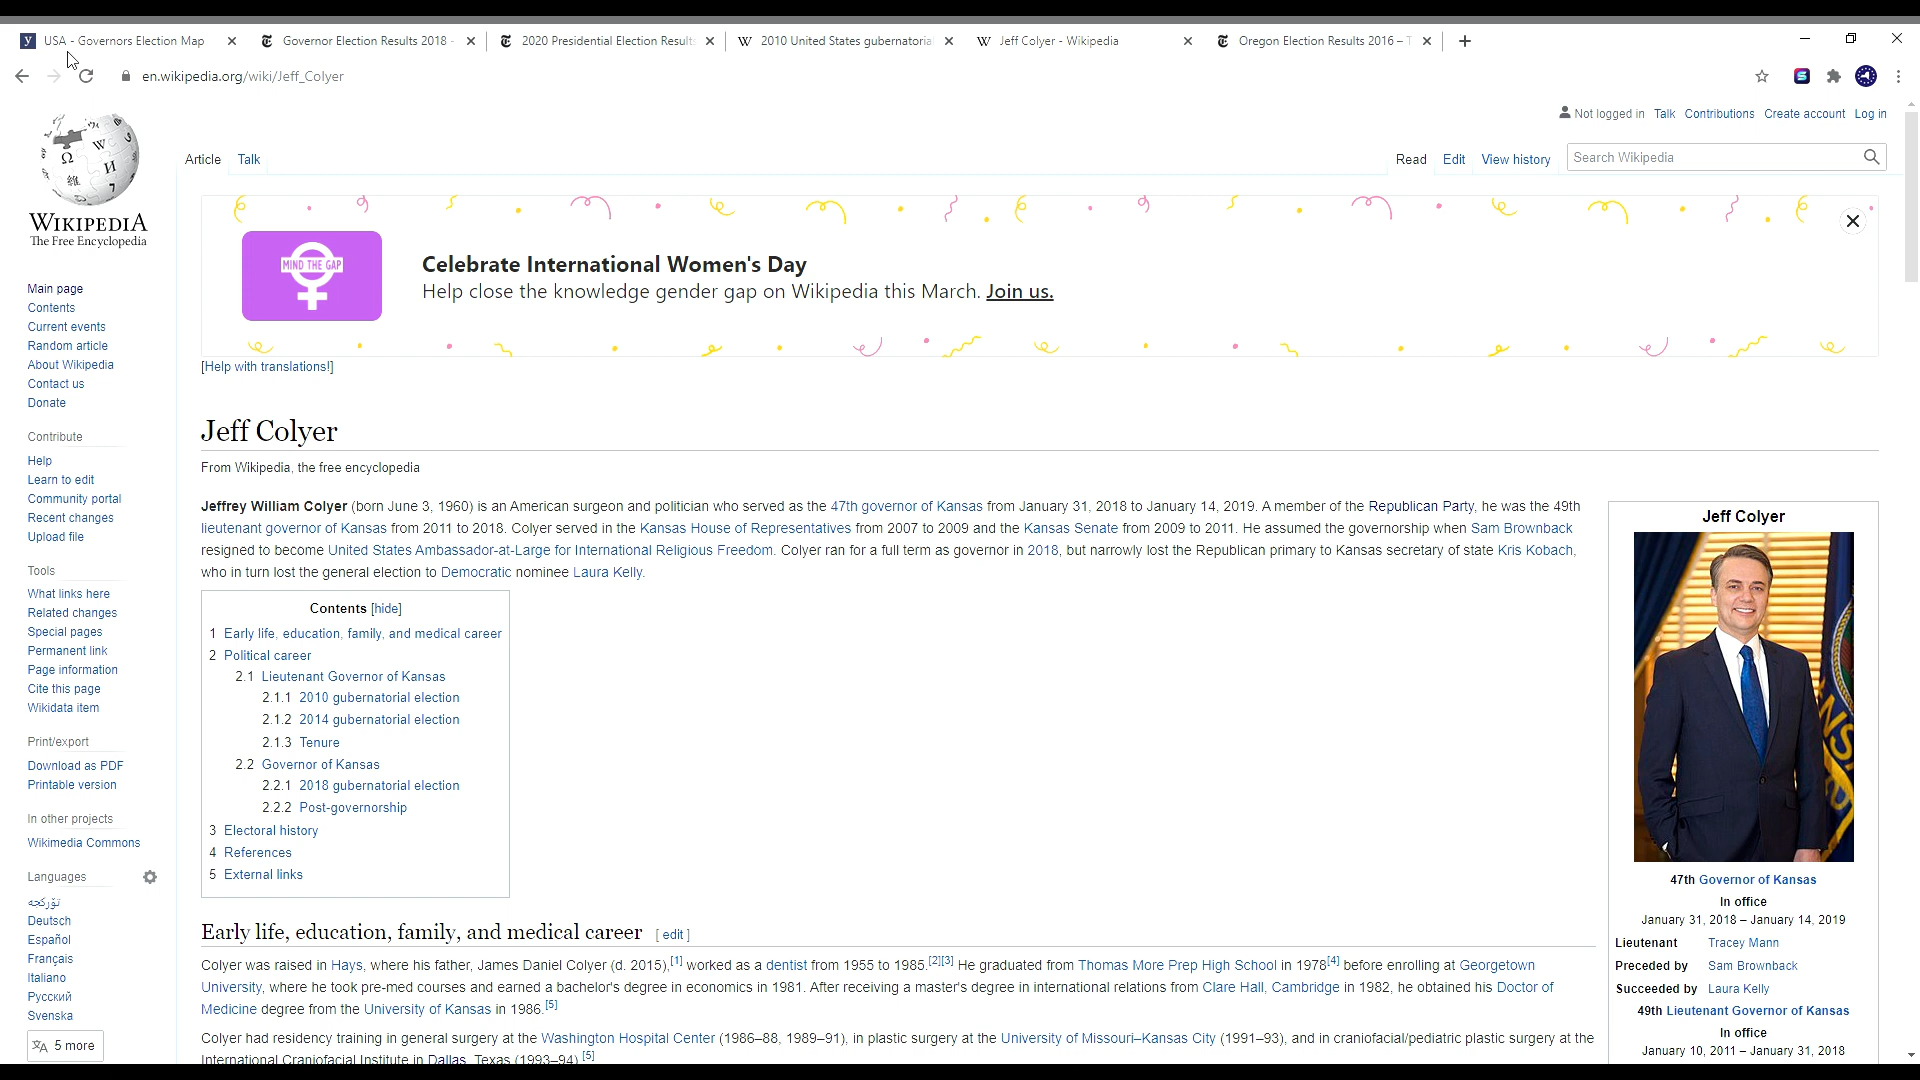 USA - Governors Election Map
Governor Election Results 2018 -
2020 Presidential Election Results
2010 United States gubernatorial
Jeff Colyer - Wikipedia
Oregon Election Results 2016 – T
en.wikipedia.org/wiki/Jeff_Colyer
Not logged in Talk Contributions Create account Log in
Article Talk
Read Edit View history Search Wikipedia
WIKIPEDIA
The Free Encyclopedia
Main page
Contents
Current events
Random article
About Wikipedia
Contact us
Donate
Contribute
Help
Learn to edit
Community portal
Recent changes
Upload file
Tools
What links here
Related changes
Special pages
Permanent link
Page information
Cite this page
Wikidata item
Print/export
Download as PDF
Printable version
In other projects
Wikimedia Commons
Languages
تۆرکجه
Deutsch
Español
Français
Italiano
Русский
Svenska
5 more
MIND THE GAP
Celebrate International Women's Day
Help close the knowledge gender gap on Wikipedia this March. Join us.
[Help with translations!]
Jeff Colyer
From Wikipedia, the free encyclopedia
Jeffrey William Colyer (born June 3, 1960) is an American surgeon and politician who served as the 47th governor of Kansas from January 31, 2018 to January 14, 2019. A member of the Republican Party, he was the 49th
lieutenant governor of Kansas from 2011 to 2018. Colyer served in the Kansas House of Representatives from 2007 to 2009 and the Kansas Senate from 2009 to 2011. He assumed the governorship when Sam Brownback
resigned to become United States Ambassador-at-Large for International Religious Freedom. Colyer ran for a full term as governor in 2018, but narrowly lost the Republican primary to Kansas secretary of state Kris Kobach,
who in turn lost the general election to Democratic nominee Laura Kelly.
Contents [hide]
1 Early life, education, family, and medical career
2 Political career
2.1 Lieutenant Governor of Kansas
2.1.1 2010 gubernatorial election
2.1.2 2014 gubernatorial election
2.1.3 Tenure
2.2 Governor of Kansas
2.2.1 2018 gubernatorial election
2.2.2 Post-governorship
3 Electoral history
4 References
5 External links
Early life, education, family, and medical career [ edit ]
Colyer was raised in Hays, where his father, James Daniel Colyer (d. 2015),[1] worked as a dentist from 1955 to 1985.[2][3] He graduated from Thomas More Prep High School in 1978[4] before enrolling at Georgetown
University, where he took pre-med courses and earned a bachelor's degree in economics in 1981. After receiving a master's degree in international relations from Clare Hall, Cambridge in 1982, he obtained his Doctor of
Medicine degree from the University of Kansas in 1986.[5]
Colyer had residency training in general surgery at the Washington Hospital Center (1986–88, 1989–91), in plastic surgery at the University of Missouri–Kansas City (1991–93), and in craniofacial/pediatric plastic surgery at the
International Craniofacial Institute in Dallas, Texas (1993–94).[5]
Jeff Colyer
47th Governor of Kansas
In office
January 31, 2018 – January 14, 2019
Lieutenant Tracey Mann
Preceded by Sam Brownback
Succeeded by Laura Kelly
49th Lieutenant Governor of Kansas
In office
January 10, 2011 – January 31, 2018